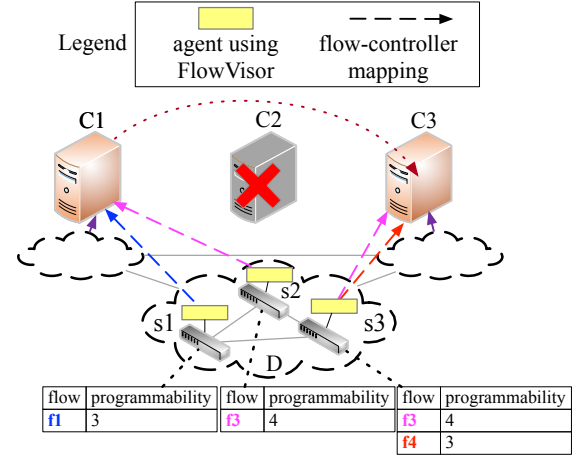 Legend
agent using
FlowVisor
flow-controller
mapping
C1
C2
C3
s1
s2
s3
D
flow programmability
f1 3
flow programmability
f3 4
flow programmability
f3 4
f4 3